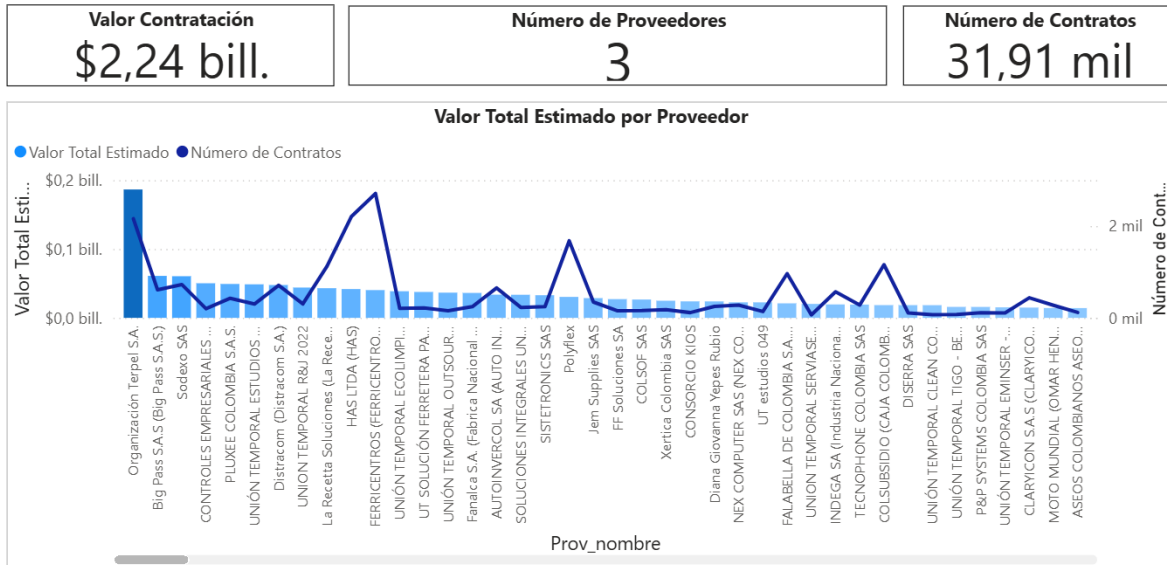 Valor Contratación
$2,24 bill.
Número de Proveedores
3
Número de Contratos
31,91 mil
Valor Total Estimado por Proveedor
Valor Total Estimado
Número de Contratos
Valor Total Esti...
$0,2 bill.
$0,1 bill.
$0,0 bill.
2 mil
0 mil
Número de Cont...
Organización Terpel S.A.
Big Pass S.A.S (Big Pass S.A.S.)
Sodexo SAS
CONTROLES EMPRESARIALES ...
PLUXEE COLOMBIA S.A.S.
UNIÓN TEMPORAL ESTUDIOS ...
Distracom (Distracom S.A.)
UNION TEMPORAL R&J 2022
La Recetta Soluciones (La Rece...
HAS LTDA (HAS)
FERRICENTROS (FERRICENTRO...
UNIÓN TEMPORAL ECOLIMPI...
UT SOLUCIÓN FERRETERA PA...
UNIÓN TEMPORAL OUTSOUR...
Fanalca S.A. (Fabrica Nacional ...
AUTOINVERCOL SA (AUTO IN...
SOLUCIONES INTEGRALES UN...
SISTETRONICS SAS
Polyflex
Jem Supplies SAS
FF Soluciones SA
COLSOF SAS
Xertica Colombia SAS
CONSORCIO KIOS
Diana Giovanna Yepes Rubio
NEX COMPUTER SAS (NEX CO...
UT estudios 049
FALABELLA DE COLOMBIA S.A. ...
UNION TEMPORAL SERVIASE...
INDEGA SA (Industria Naciona...
TECNOPHONE COLOMBIA SAS
COLSUBSIDIO (CAJA COLOMB...
DISERRA SAS
UNIÓN TEMPORAL CLEAN CO...
UNIÓN TEMPORAL TIGO - BE...
P&P SYSTEMS COLOMBIA SAS
UNIÓN TEMPORAL EMINSER - ...
CLARYICON S.A.S (CLARYICO...
MOTO MUNDIAL (OMAR HEN...
ASEOS COLOMBIANOS ASEO...
Prov_nombre